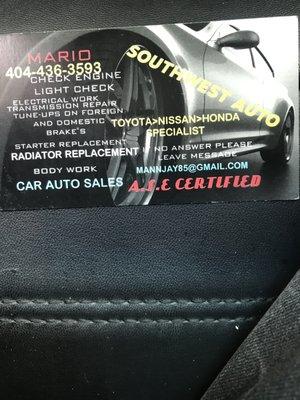 MARIO
SOUTHWEST AUTO
404-436-3593
CHECK ENGINE
LIGHT CHECK
ELECTRICAL WORK
TRANSMISSION REPAIR
TUNE-UPS ON FOREIGN
AND DOMESTIC
BRAKE'S
TOYOTA>NISSAN>HONDA
SPECIALIST
STARTER REPLACEMENT
RADIATOR REPLACEMENT
IF NO ANSWER PLEASE
LEAVE MESSAGE
BODY WORK
MANNJAY85@GMAIL.COM
CAR AUTO SALES
A.S.E CERTIFIED